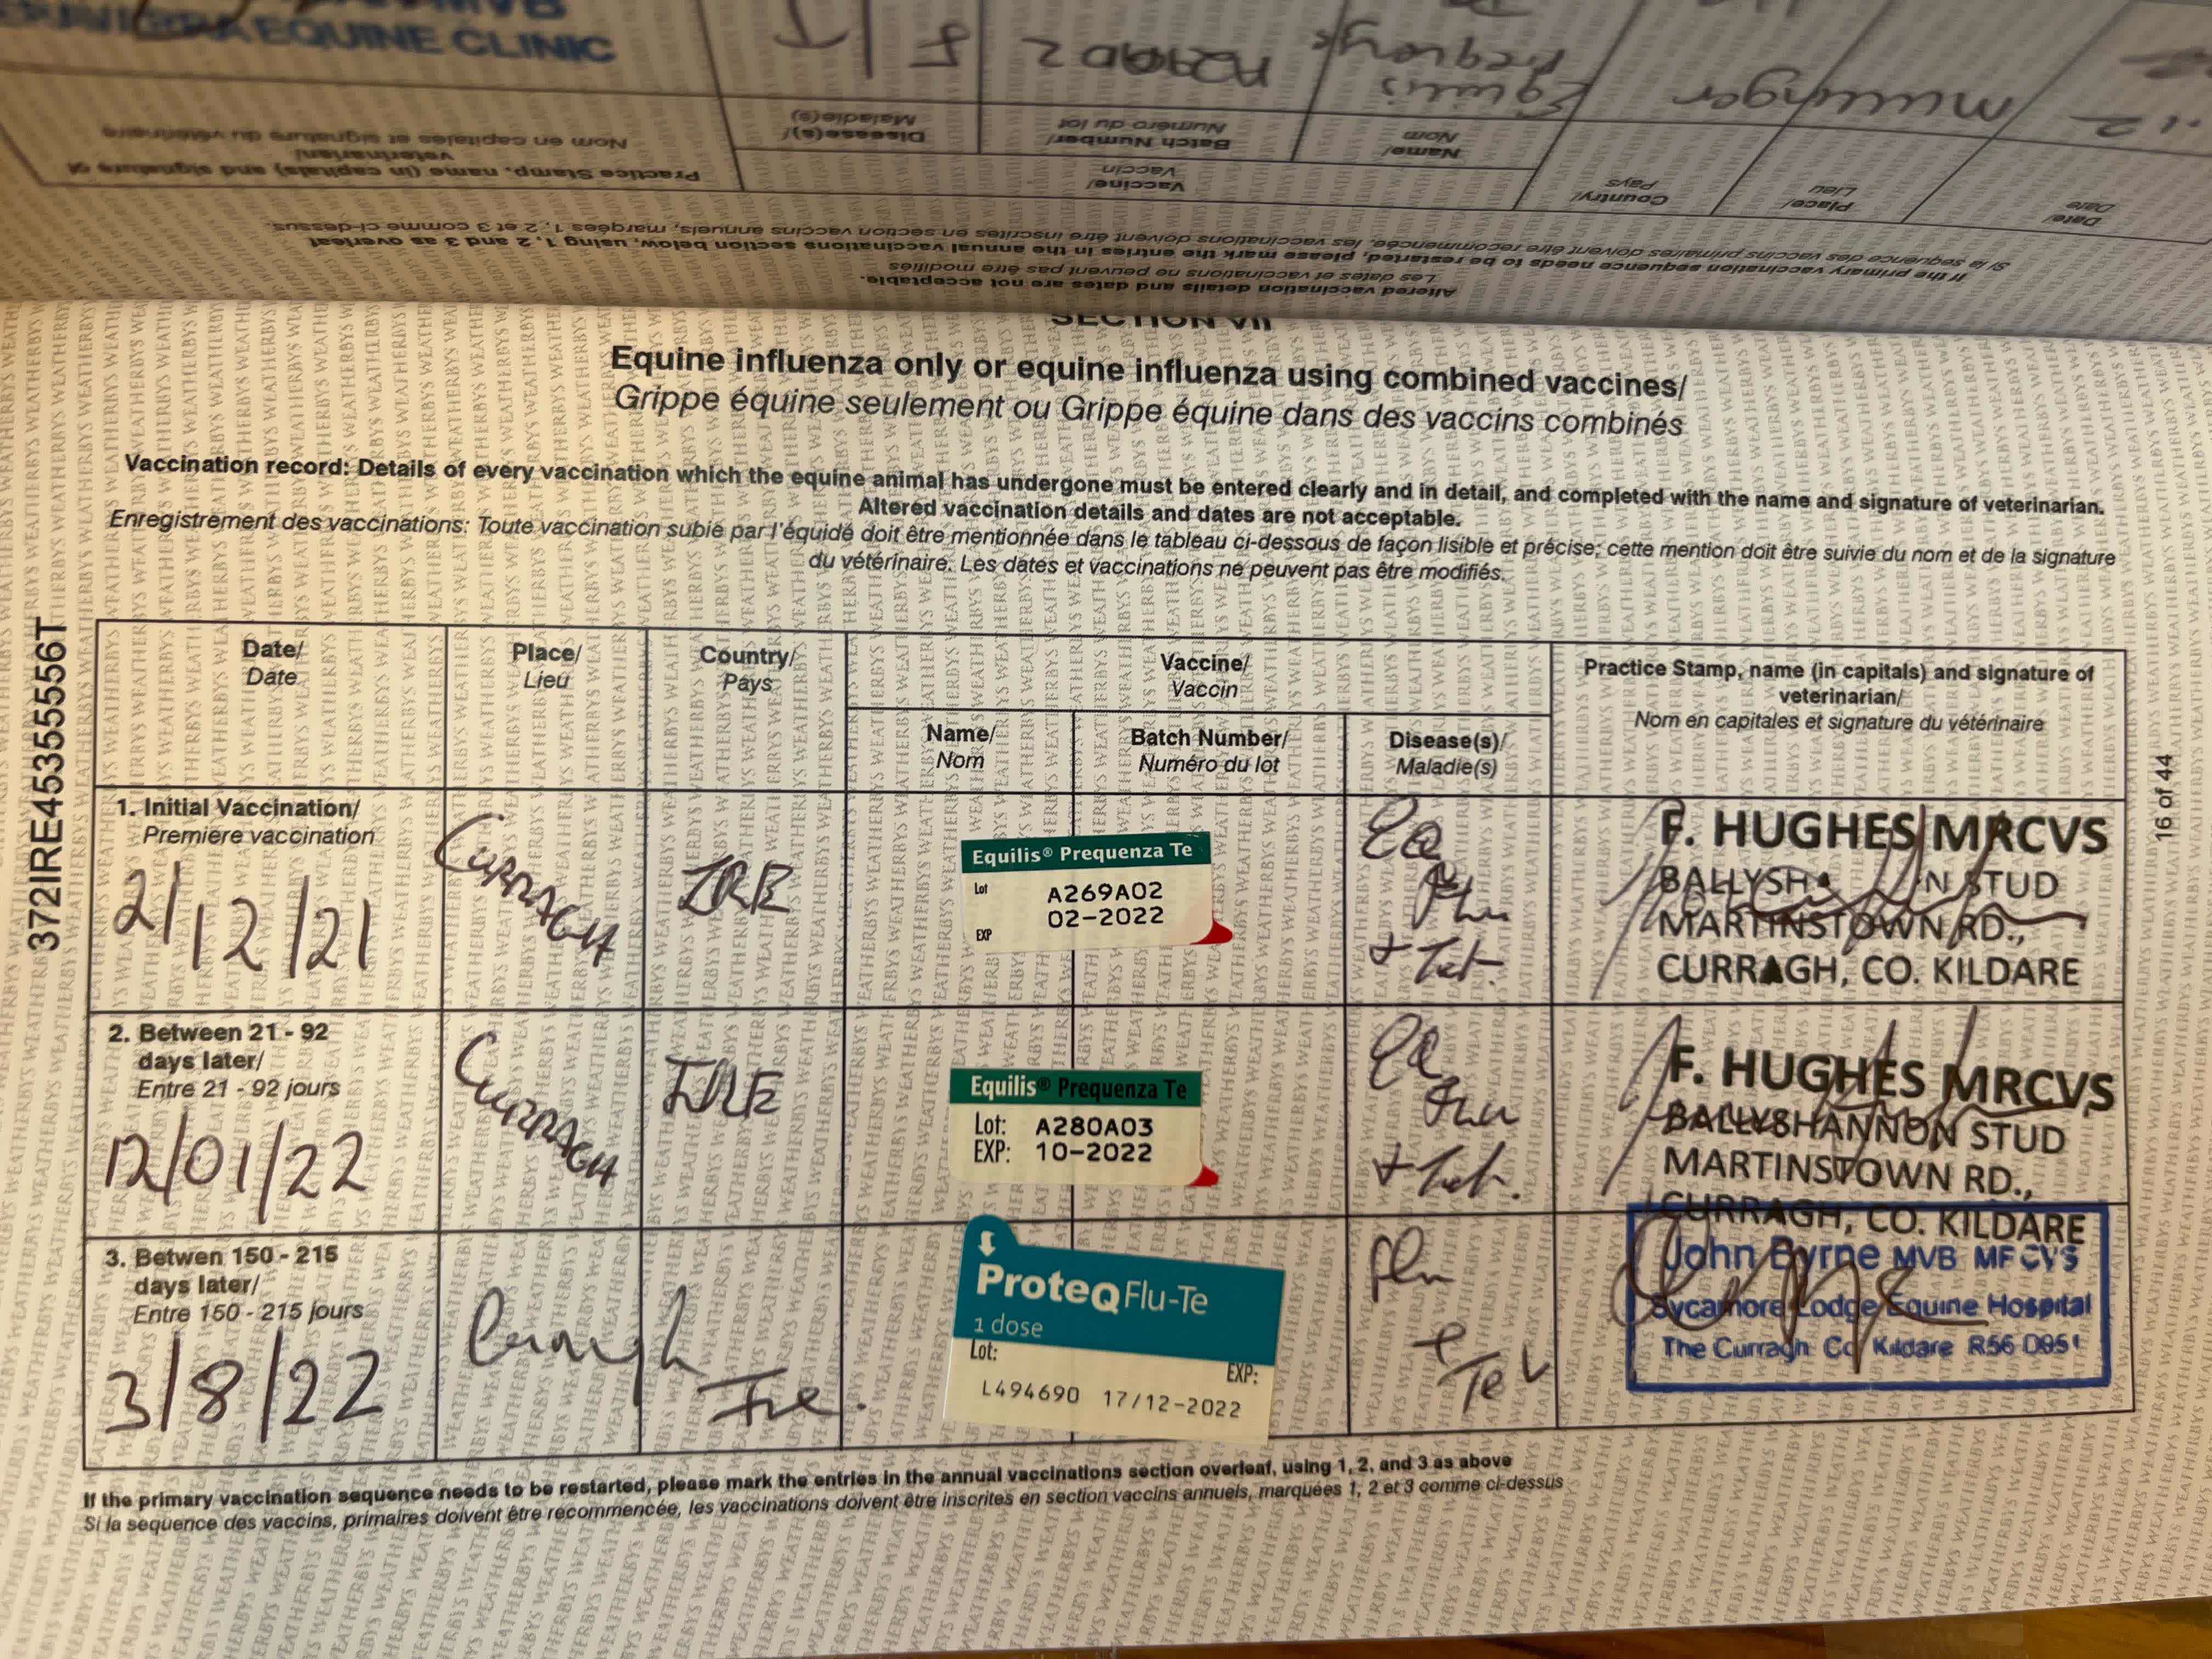 EQUINE CLINIC
Equilis
Prequenza
F
T
Mullingar
Practice Stamp, name (in capitals) and signature of
veterinarian/
Nom en capitales et signature du vétérinaire
Disease(s)/
Maladie(s)
Batch Number/
Numéro du lot
Name/
Nom
Vaccine/
Vaccin
Country/
Pays
Place/
Lieu
Date/
Date
If the primary vaccination sequence needs to be restarted, please mark the entries in the annual vaccinations section below, using 1, 2 and 3 as overleaf
Si la séquence des vaccins primaires doivent être recommencée, les vaccinations doivent être inscrites en section vaccins annuels, marquées 1, 2 et 3 comme ci-dessus.
Altered vaccination details and dates are not acceptable.
Les dates et vaccinations ne peuvent pas être modifiés
SECTION VII
Equine influenza only or equine influenza using combined vaccines/
Grippe équine seulement ou Grippe équine dans des vaccins combinés
Vaccination record: Details of every vaccination which the equine animal has undergone must be entered clearly and in detail, and completed with the name and signature of veterinarian.
Altered vaccination details and dates are not acceptable.
Enregistrement des vaccinations: Toute vaccination subie par l'équidé doit être mentionnée dans le tableau ci-dessous de façon lisible et précise; cette mention doit être suivie du nom et de la signature
du vétérinaire. Les dates et vaccinations ne peuvent pas être modifiés.
372IRE45355556T
16 of 44
Date/
Date
Place/
Lieu
Country/
Pays
Vaccine/
Vaccin
Practice Stamp, name (in capitals) and signature of
veterinarian/
Nom en capitales et signature du vétérinaire
Name/
Nom
Batch Number/
Numéro du lot
Disease(s)/
Maladie(s)
1. Initial Vaccination/
Première vaccination
2/12/21
CURRAGH
IRE
Equilis® Prequenza Te
Lot A269A02
02-2022
EXP
Eq
Flu
+ Tet.
F. HUGHES MRCVS
STUD
MARTINSTOWN RD.,
CURRAGH, CO. KILDARE
2. Between 21 - 92
days later/
Entre 21 - 92 jours
12/01/22
CURRAGH
IRE
Equilis® Prequenza Te
Lot: A280A03
EXP: 10-2022
Eq
Flu
+ Tet.
F. HUGHES MRCVS
BALLYSHANNON STUD
MARTINSTOWN RD.,
CURRAGH, CO. KILDARE
3. Betwen 150 - 215
days later/
Entre 150 - 215 jours
3/8/22
Curragh
Ire.
ProteqFlu-Te
1 dose
Lot:
EXP:
L494690 17/12-2022
Flu
+
Tet
John Byrne MVB
Sycamore Lodge Equine Hospital
The Curragh Co Kildare R56 D951
If the primary vaccination sequence needs to be restarted, please mark the entries in the annual vaccinations section overleaf, using 1, 2, and 3 as above
Si la sequence des vaccins, primaires doivent être recommencée, les vaccinations doivent être inscrites en section vaccins annuels, marquées 1, 2 et 3 comme ci-dessus